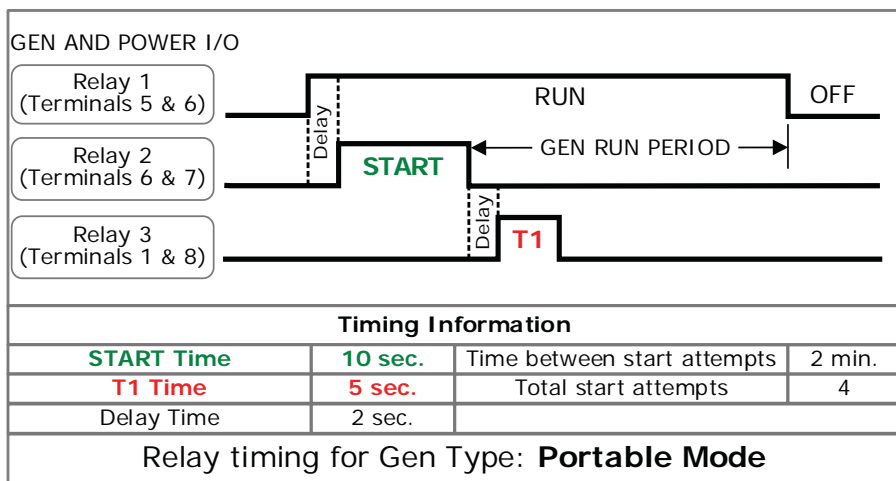 GEN AND POWER I/O
Relay 1
(Terminals 5 & 6)
RUN
OFF
Delay
Relay 2
(Terminals 6 & 7)
START
GEN RUN PERIOD
Relay 3
(Terminals 1 & 8)
Delay
T1
Timing Information
START Time 10 sec. Time between start attempts 2 min.
T1 Time 5 sec. Total start attempts 4
Delay Time 2 sec.
Relay timing for Gen Type: Portable Mode